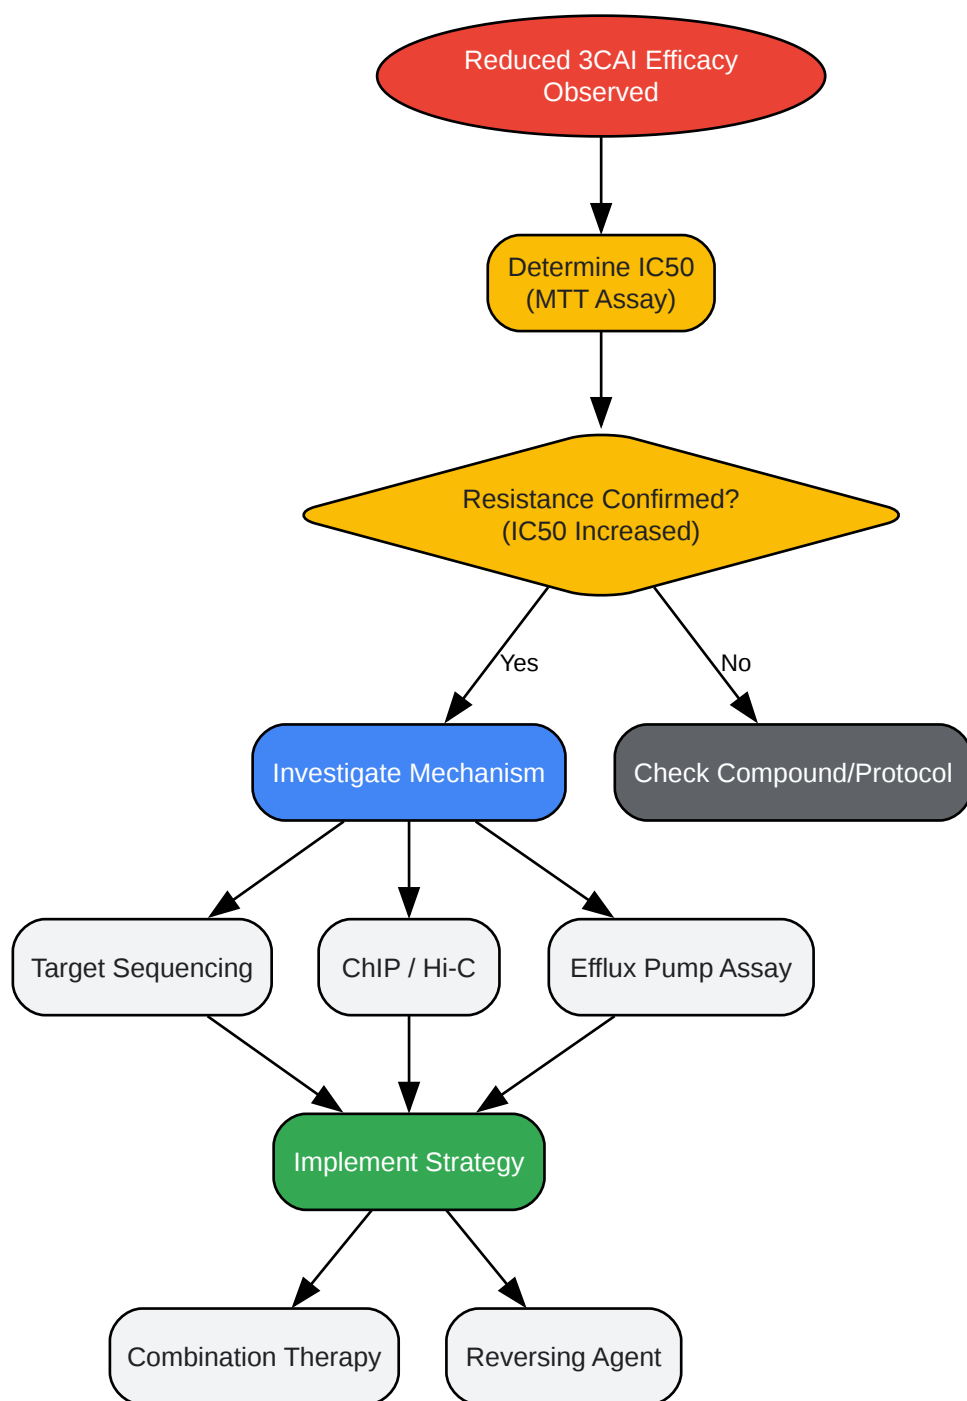 Reduced 3CAI Efficacy
Observed
Determine IC50
(MTT Assay)
Resistance Confirmed?
(IC50 Increased)
Yes
No
Investigate Mechanism
Check Compound/Protocol
Target Sequencing
ChIP / Hi-C
Efflux Pump Assay
Implement Strategy
Combination Therapy
Reversing Agent